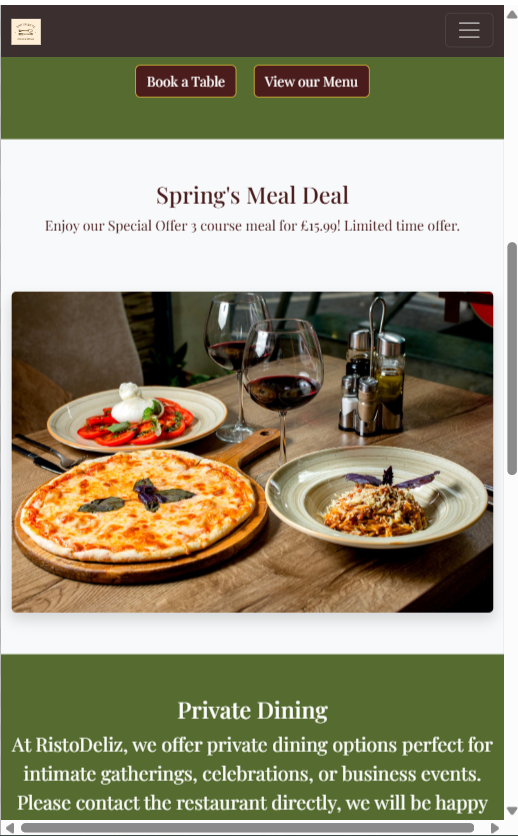 Book a Table View our Menu
Spring's Meal Deal
Enjoy our Special Offer 3 course meal for £15.99! Limited time offer.
Private Dining
At RistoDeliz, we offer private dining options perfect for
intimate gatherings, celebrations, or business events.
Please contact the restaurant directly, we will be happy